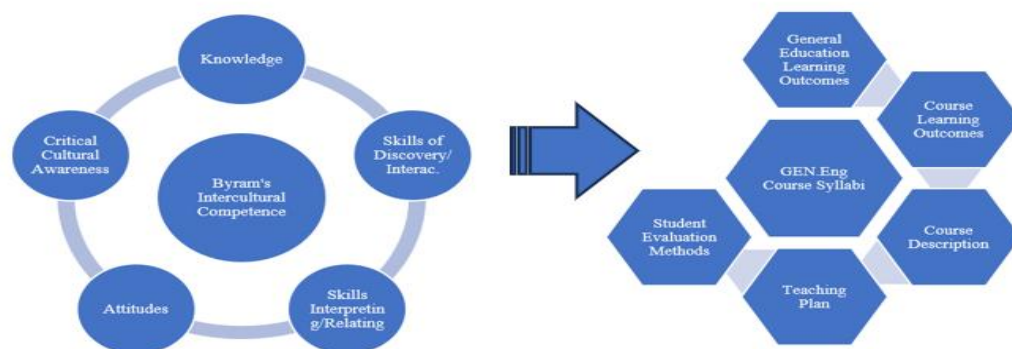 Knowledge
Critical
Cultural
Awareness
Skills of
Discovery/
Interac.
Byram's
Intercultural
Competence
Attitudes
Skills
Interpretin
g/Relating
General
Education
Learning
Outcomes
Course
Learning
Outcomes
GEN.Eng
Course Syllabi
Student
Evaluation
Methods
Course
Description
Teaching
Plan